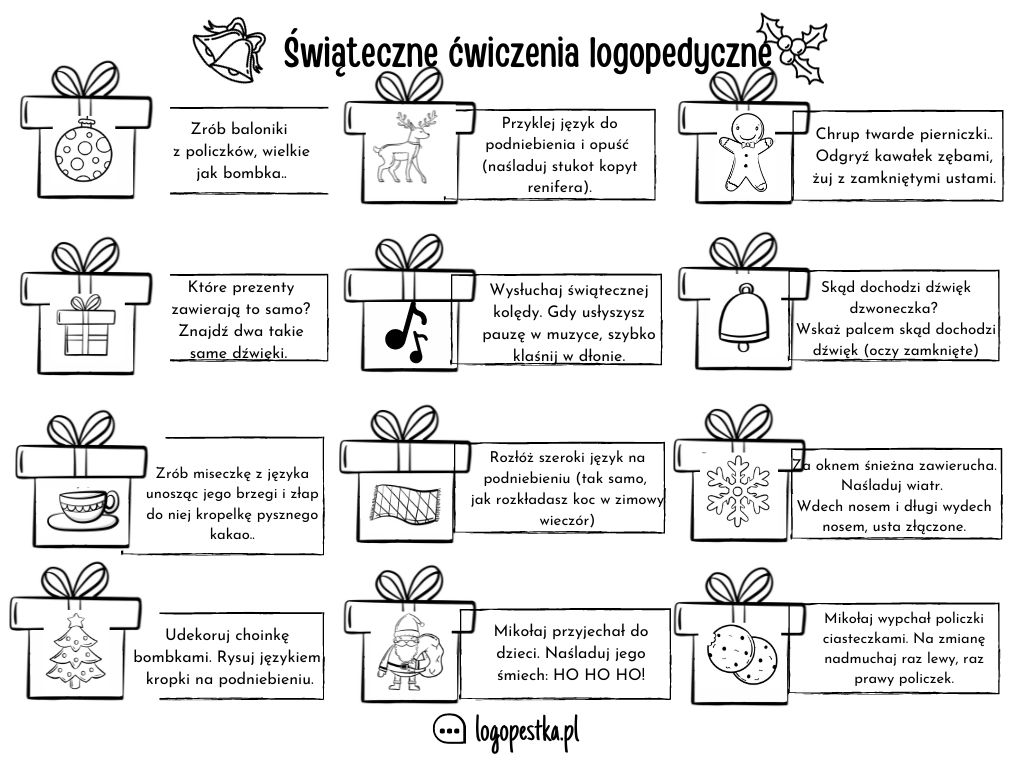 Świąteczne ćwiczenia logopedyczne
Zrób baloniki
z policzków, wielkie
jak bombka..
Przyklej język do
podniebienia i opuść
(naśladuj stukot kopyt
renifera).
Chrup twarde pierniczki..
Odgryź kawałek zębami,
żuj z zamkniętymi ustami.
Które prezenty
zawierają to samo?
Znajdź dwa takie
same dźwięki.
Wysłuchaj świątecznej
kolędy. Gdy usłyszysz
pauzę w muzyce, szybko
klaśnij w dłonie.
Skąd dochodzi dźwięk
dzwoneczka?
Wskaż palcem skąd dochodzi
dźwięk (oczy zamknięte)
Zrób miseczkę z języka
unosząc jego brzegi i złap
do niej kropelkę pysznego
kakao..
Rozłóż szeroki język na
podniebieniu (tak samo,
jak rozkładasz koc w zimowy
wieczór)
Za oknem śnieżna zawierucha.
Naśladuj wiatr.
Wdech nosem i długi wydech
nosem, usta złączone.
Udekoruj choinkę
bombkami. Rysuj językiem
kropki na podniebieniu.
Mikołaj przyjechał do
dzieci. Naśladuj jego
śmiech: HO HO HO!
Mikołaj wypchał policzki
ciasteczkami. Na zmianę
nadmuchaj raz lewy, raz
prawy policzek.
logopestka.pl